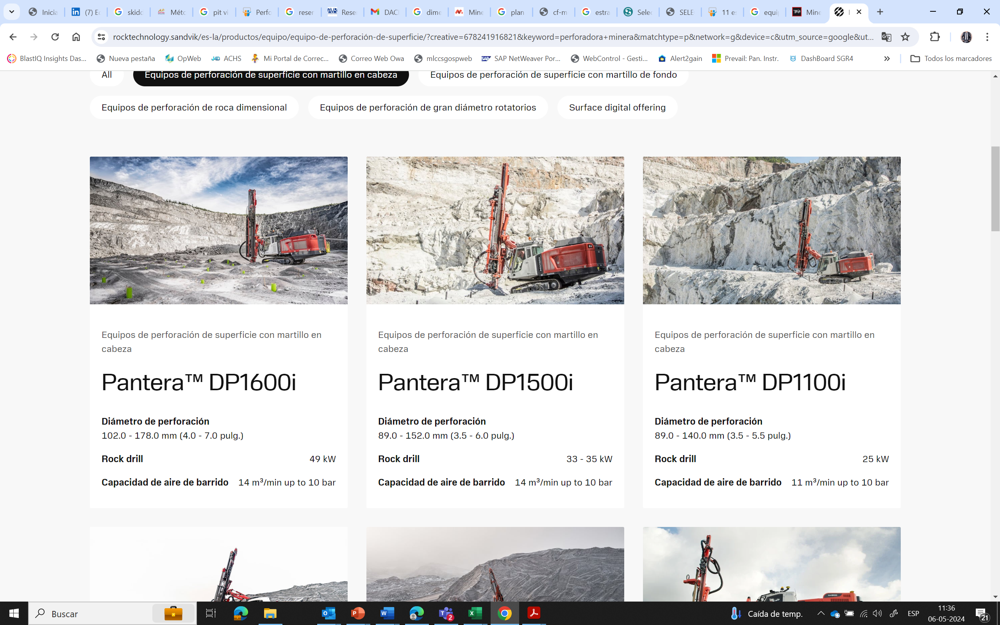 Inicia
(7) Ec
skidd
Méto
pit vi
Perfo
reser
Rese
DACI
dime
Mine
plan
cf-m
estra
Selec
SELE
11 es
equip
Mine
rocktechnology.sandvik/es-la/productos/equipo/equipo-de-perforación-de-superficie/?creative=678241916821&keyword=perforadora+minera&matchtype=p&network=g&device=c&utm_source=google&ut...
BlastIQ Insights Das...
Nueva pestaña
OpWeb
ACHS
Mi Portal de Correc...
Correo Web Owa
mlccsgospweb
SAP NetWeaver Por...
WebControl - Gesti...
Alert2gain
Prevail: Pan. Instr.
DashBoard SGR4
Todos los marcadores
All
Equipos de perforación de superficie con martillo en cabeza
Equipos de perforación de superficie con martillo de fondo
Equipos de perforación de roca dimensional
Equipos de perforación de gran diámetro rotatorios
Surface digital offering
Equipos de perforación de superficie con martillo en
cabeza
Pantera™ DP1600i
Diámetro de perforación
102.0 - 178.0 mm (4.0 - 7.0 pulg.)
Rock drill 49 kW
Capacidad de aire de barrido 14 m³/min up to 10 bar
PANTERA
Equipos de perforación de superficie con martillo en
cabeza
Pantera™ DP1500i
Diámetro de perforación
89.0 - 152.0 mm (3.5 - 6.0 pulg.)
Rock drill 33 - 35 kW
Capacidad de aire de barrido 14 m³/min up to 10 bar
Equipos de perforación de superficie con martillo en
cabeza
Pantera™ DP1100i
Diámetro de perforación
89.0 - 140.0 mm (3.5 - 5.5 pulg.)
Rock drill 25 kW
Capacidad de aire de barrido 11 m³/min up to 10 bar
Buscar
2
Caída de temp.
ESP
11:36
06-05-2024
21